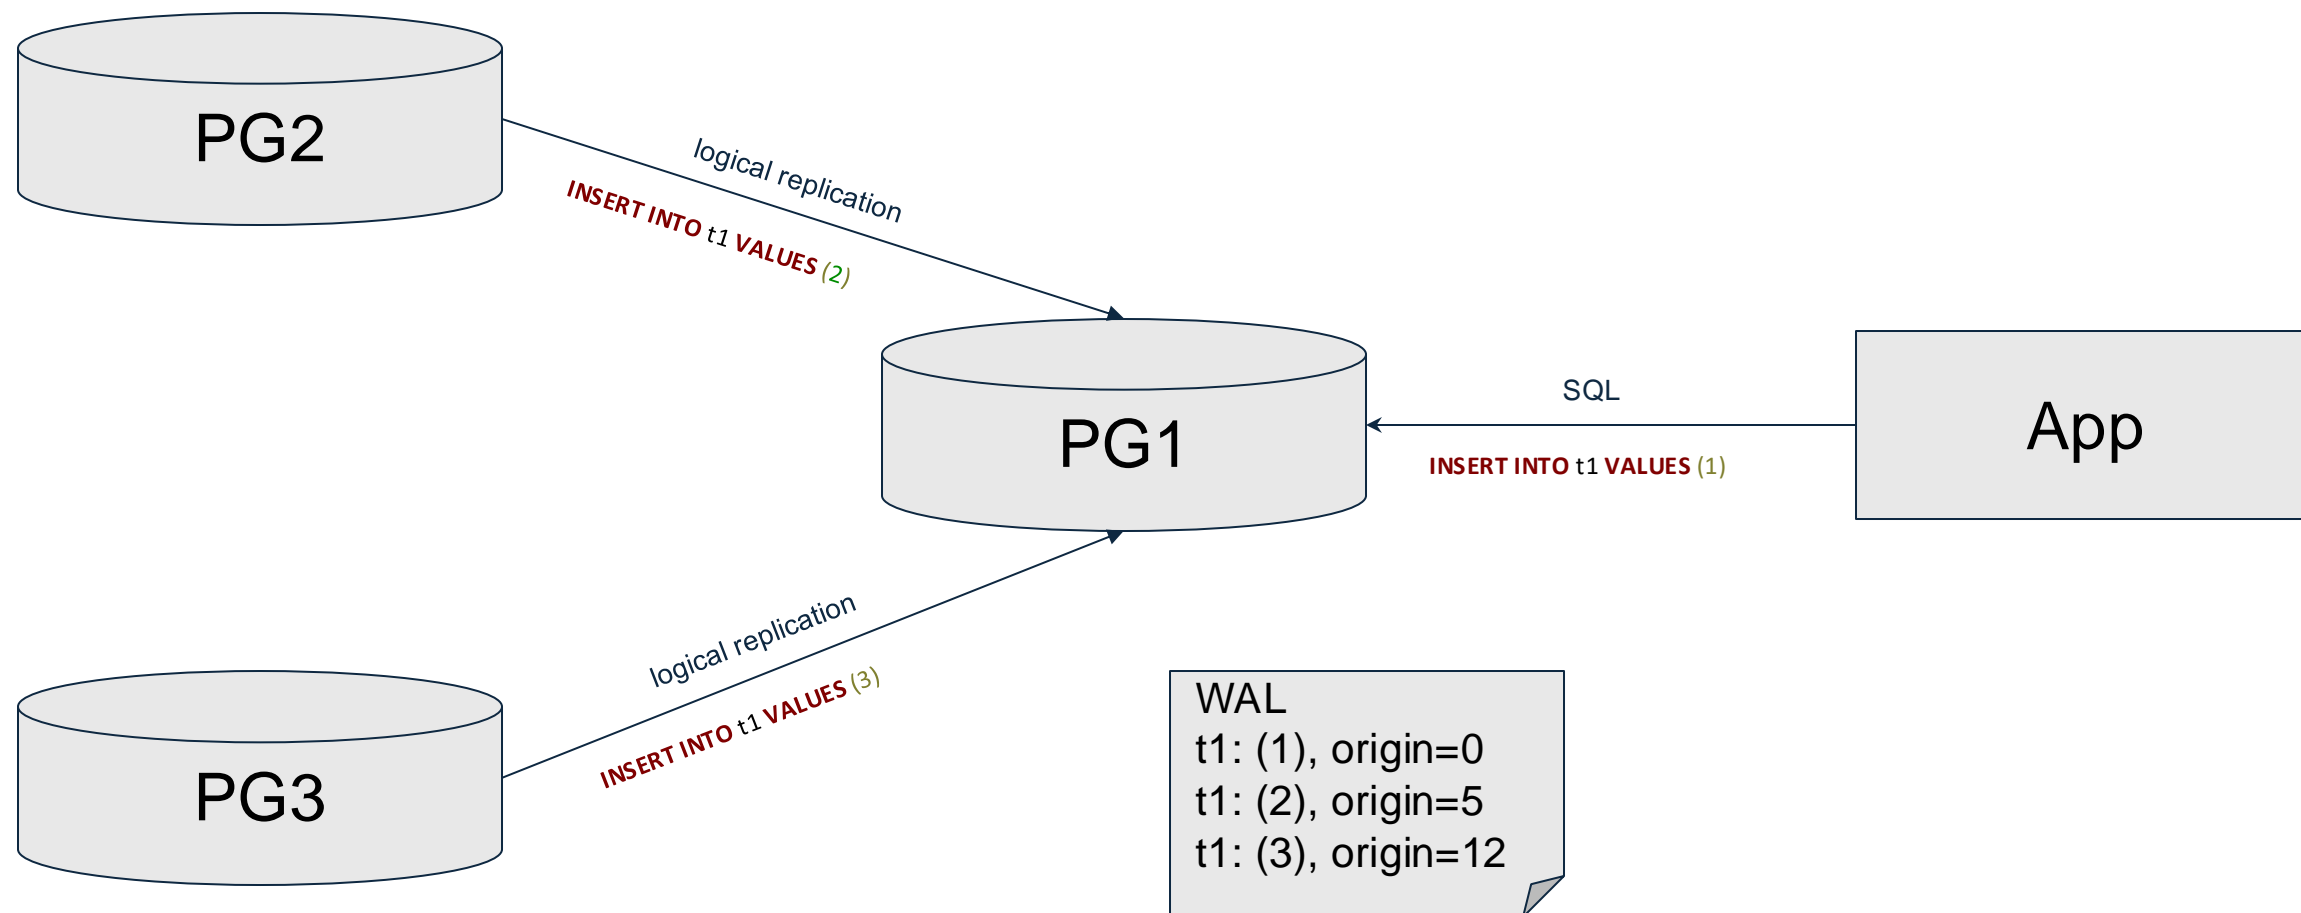 PG2
logical replication
INSERT INTO t1 VALUES (2)
PG1
SQL
INSERT INTO t1 VALUES (1)
App
logical replication
INSERT INTO t1 VALUES (3)
PG3
WAL
t1: (1), origin=0
t1: (2), origin=5
t1: (3), origin=12